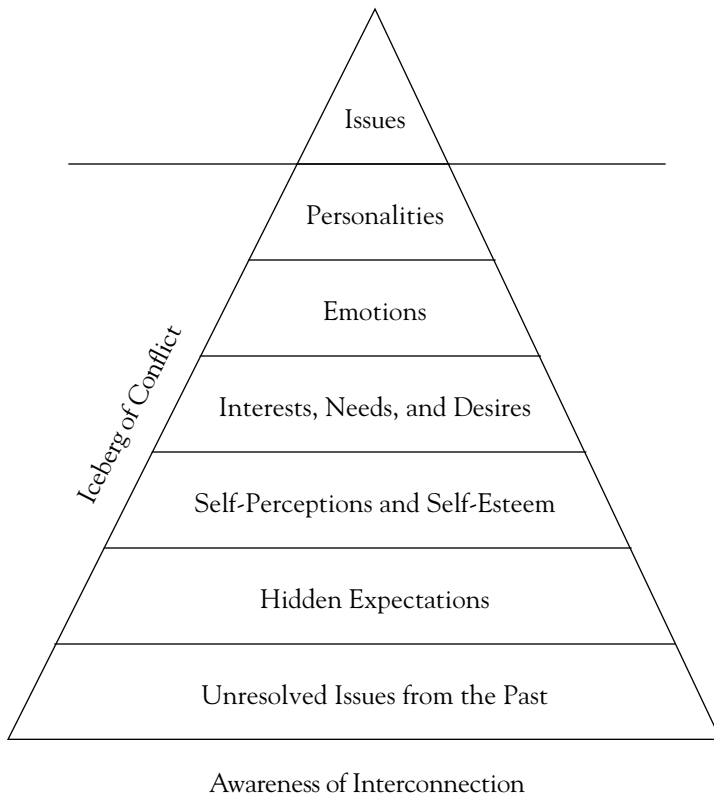 Issues
Personalities
Emotions
Interests, Needs, and Desires
Iceberg of Conflict
Self-Perceptions and Self-Esteem
Hidden Expectations
Unresolved Issues from the Past
Awareness of Interconnection